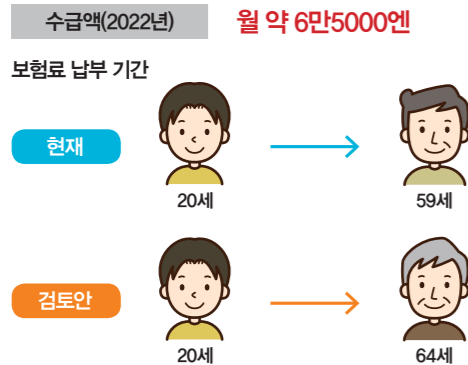 수급액(2022년) 월 약 6만5000엔
보험료 납부 기간
현재
20세 59세
검토안
20세 64세